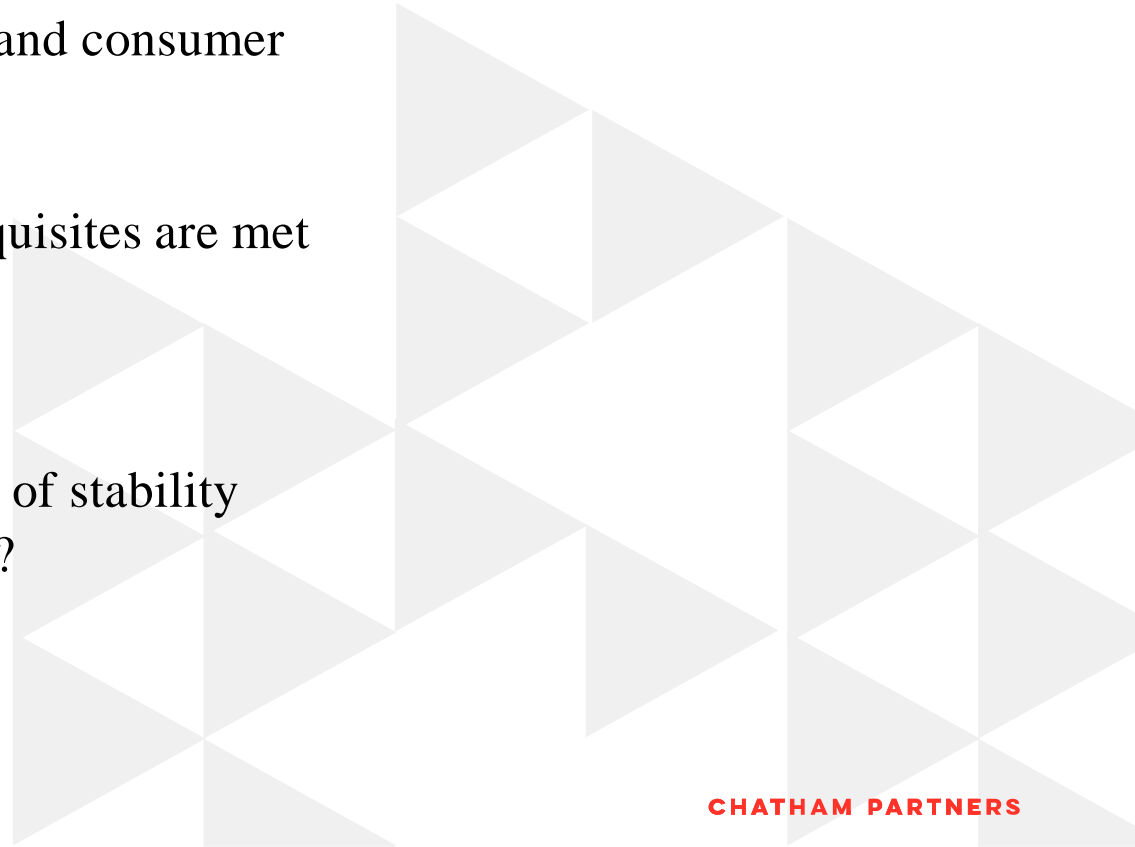 and consumer
quisites are met
of stability
?
CHATHAM PARTNERS